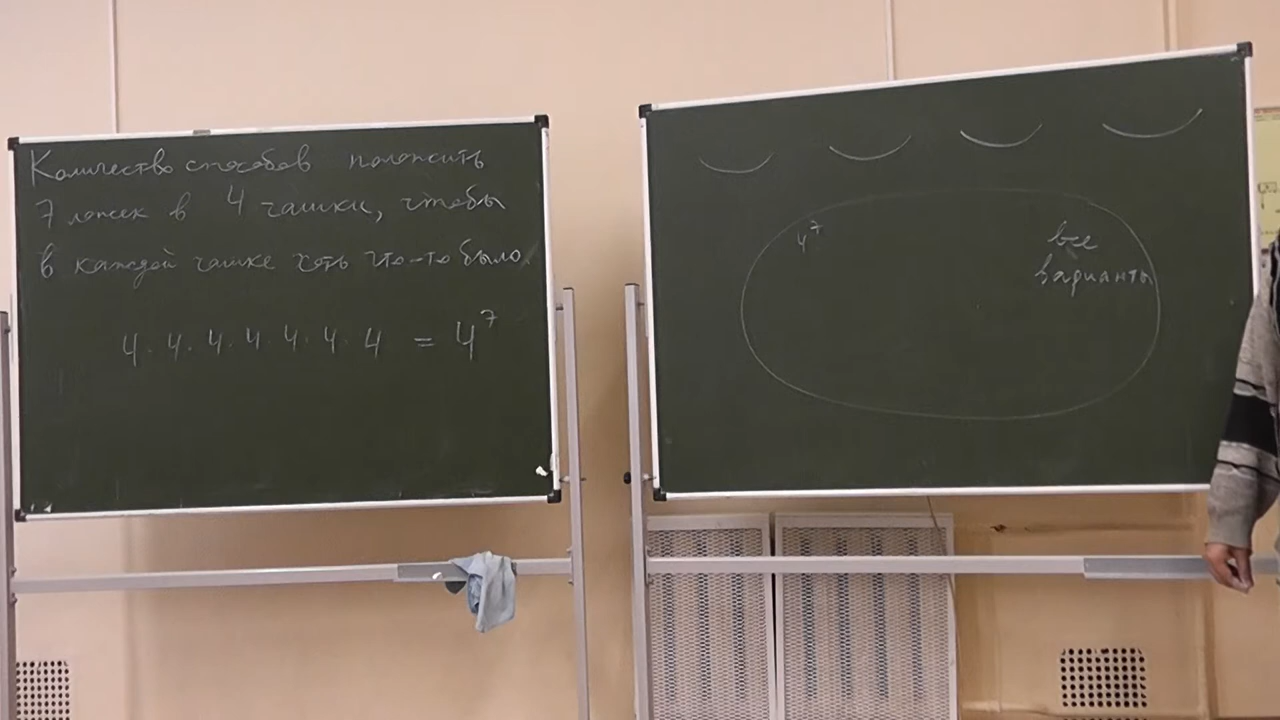 Количество способов положить
7 ложек в 4 чашки, чтобы
в каждой чашке хоть что-то было.
4 · 4 · 4 · 4 · 4 · 4 · 4 = 4⁷
4⁷
все
варианты